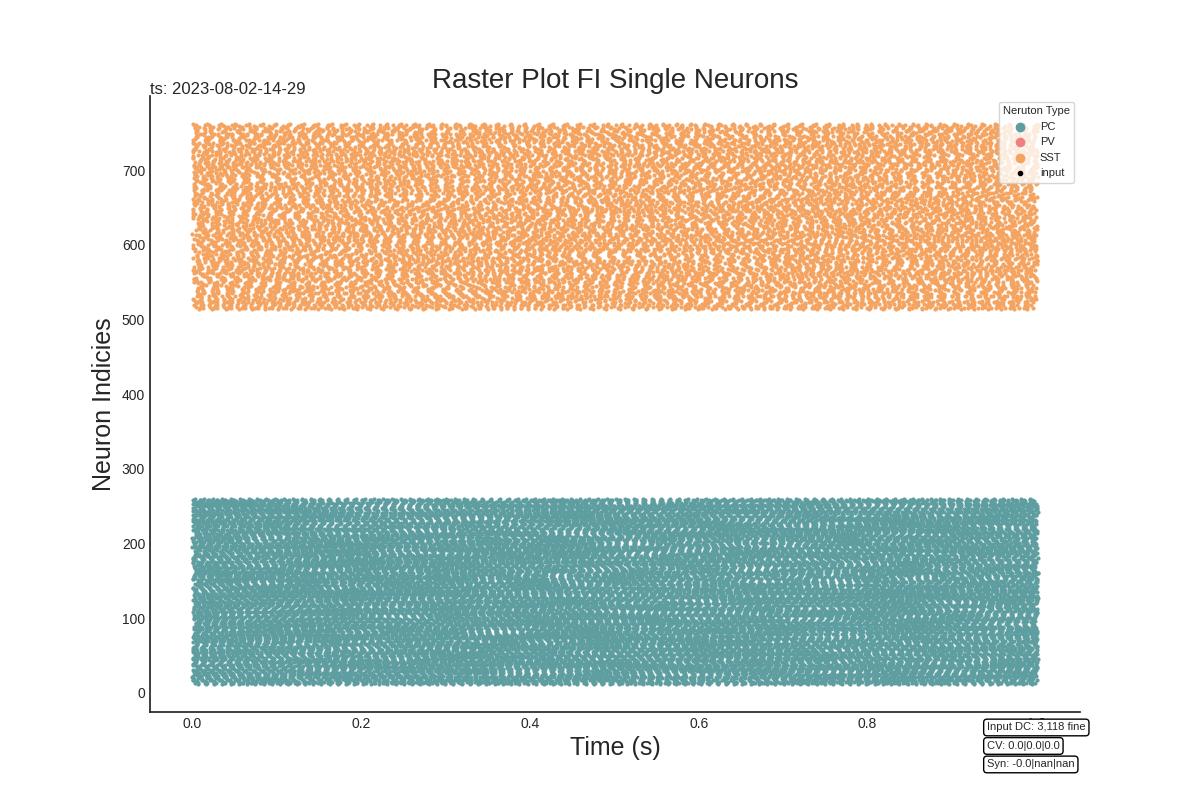 Raster Plot FI Single Neurons
ts: 2023-08-02-14-29
Neruton Type
PC
PV
SST
input
Neuron Indicies
700
600
500
400
300
200
100
0
0.0
0.2
0.4
0.6
0.8
Time (s)
Input DC: 3,118 fine
CV: 0.0|0.0|0.0
Syn: -0.0|nan|nan